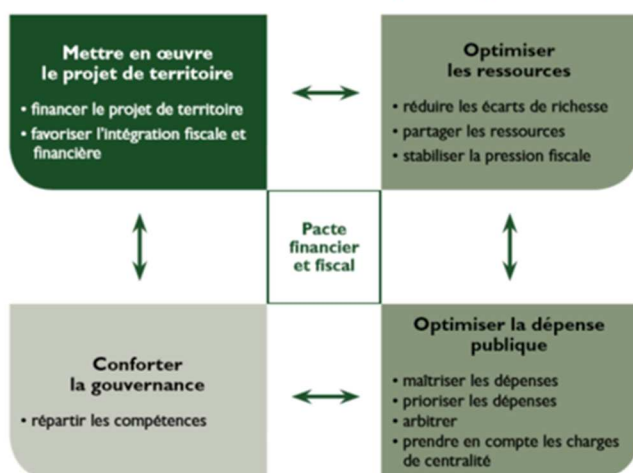 Mettre en œuvre
le projet de territoire
• financer le projet de territoire
• favoriser l'intégration fiscale et
financière
Optimiser
les ressources
• réduire les écarts de richesse
• partager les ressources
• stabiliser la pression fiscale
Pacte
financier
et fiscal
Conforter
la gouvernance
• répartir les compétences
Optimiser la dépense
publique
• maîtriser les dépenses
• prioriser les dépenses
• arbitrer
• prendre en compte les charges
de centralité